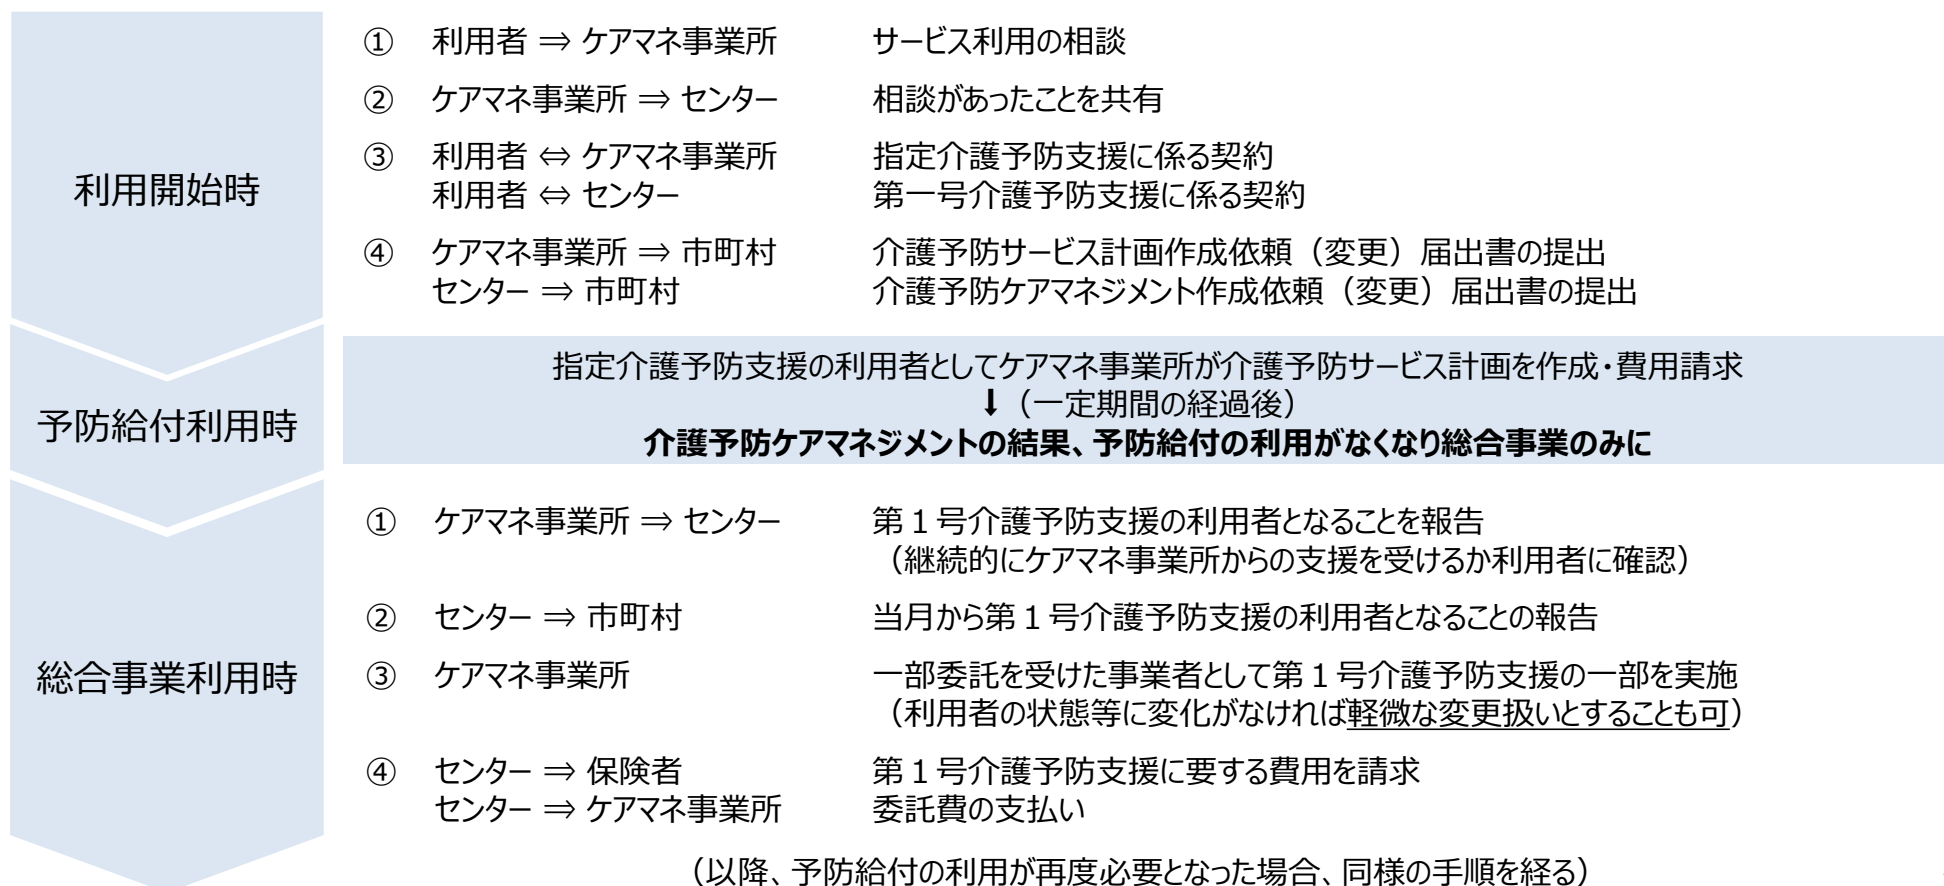 利用開始時
① 利用者 ⇒ ケアマネ事業所 サービス利用の相談
② ケアマネ事業所 ⇒ センター 相談があったことを共有
③ 利用者 ⇔ ケアマネ事業所 指定介護予防支援に係る契約
利用者 ⇔ センター 第一号介護予防支援に係る契約
④ ケアマネ事業所 ⇒ 市町村 介護予防サービス計画作成依頼（変更）届出書の提出
センター ⇒ 市町村 介護予防ケアマネジメント作成依頼（変更）届出書の提出
予防給付利用時
指定介護予防支援の利用者としてケアマネ事業所が介護予防サービス計画を作成・費用請求
⬇（一定期間の経過後）
介護予防ケアマネジメントの結果、予防給付の利用がなくなり総合事業のみに
総合事業利用時
① ケアマネ事業所 ⇒ センター 第１号介護予防支援の利用者となることを報告
（継続的にケアマネ事業所からの支援を受けるか利用者に確認）
② センター ⇒ 市町村 当月から第１号介護予防支援の利用者となることの報告
③ ケアマネ事業所 一部委託を受けた事業者として第１号介護予防支援の一部を実施
（利用者の状態等に変化がなければ軽微な変更扱いとすることも可）
④ センター ⇒ 保険者 第１号介護予防支援に要する費用を請求
センター ⇒ ケアマネ事業所 委託費の支払い
（以降、予防給付の利用が再度必要となった場合、同様の手順を経る）